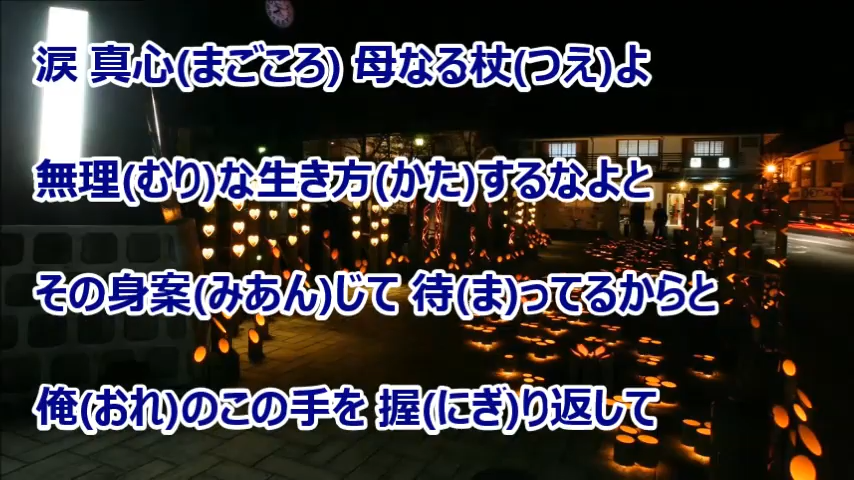 涙 真心(まごころ) 母なる杖(つえ)よ
無理(むり)な生き方(かた)するなよと
その身案(みあん)じて 待(ま)ってるからと
俺(おれ)のこの手を 握(にぎ)り返して